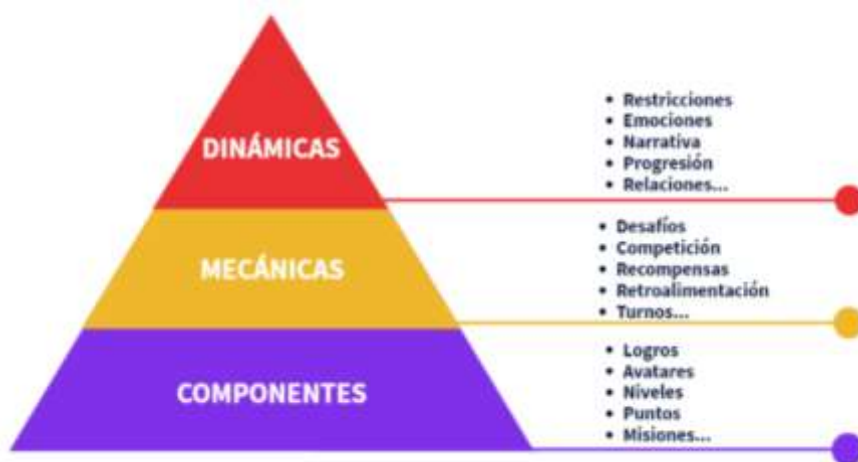 DINÁMICAS
• Restricciones
• Emociones
• Narrativa
• Progresión
• Relaciones...
MECÁNICAS
• Desafíos
• Competición
• Recompensas
• Retroalimentación
• Turnos...
COMPONENTES
• Logros
• Avatares
• Niveles
• Puntos
• Misiones...